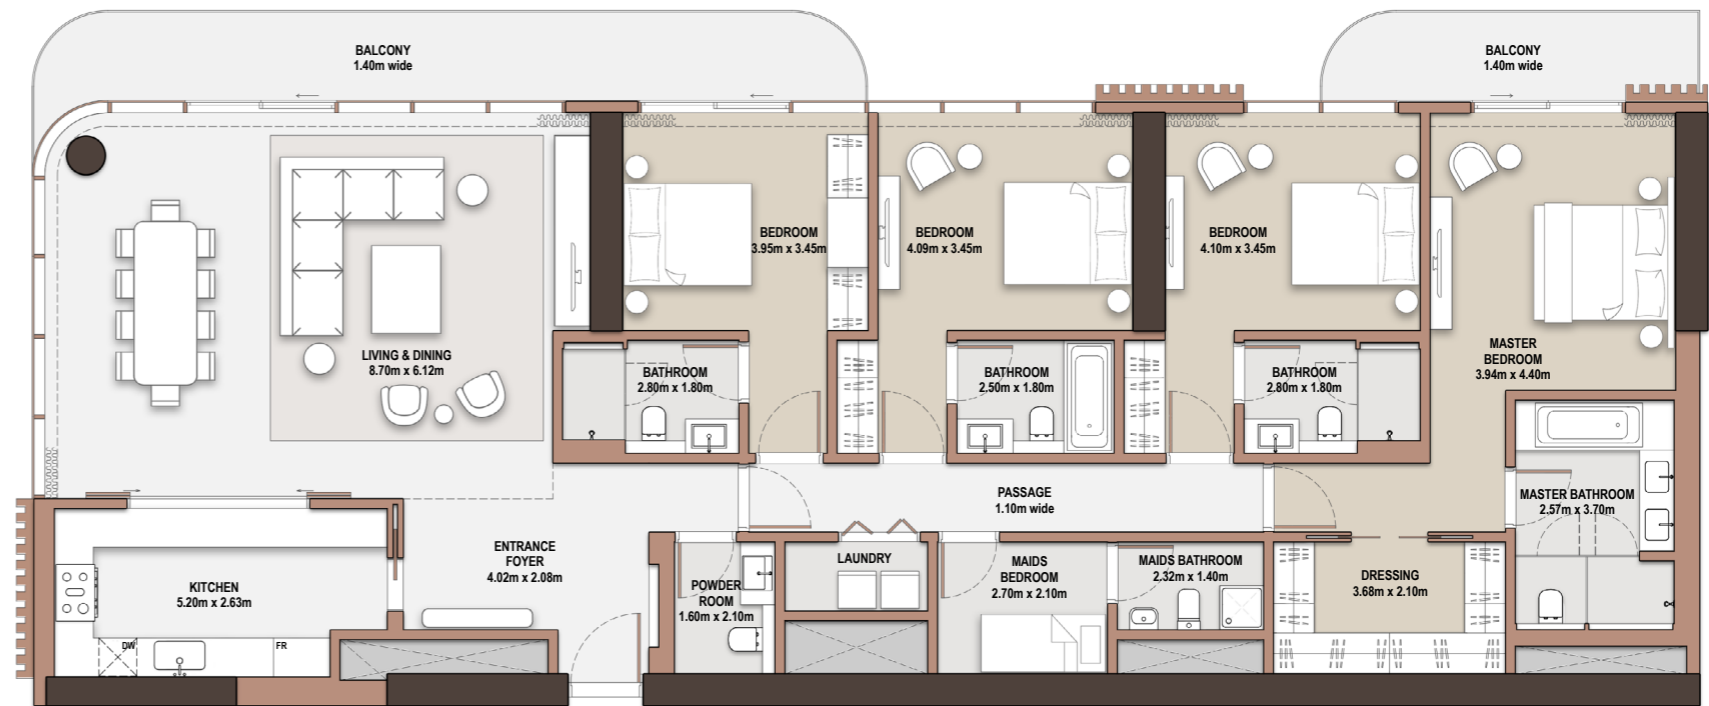 BALCONY
1.40m wide
BALCONY
1.40m wide
BEDROOM
3.95m x 3.45m
BEDROOM
4.09m x 3.45m
BEDROOM
4.10m x 3.45m
LIVING & DINING
8.70m x 6.12m
BATHROOM
2.80m x 1.80m
BATHROOM
2.50m x 1.80m
BATHROOM
2.80m x 1.80m
MASTER
BEDROOM
3.94m x 4.40m
PASSAGE
1.10m wide
MASTER BATHROOM
2.57m x 3.70m
KITCHEN
5.20m x 2.63m
ENTRANCE
FOYER
4.02m x 2.08m
POWDER
ROOM
1.60m x 2.10m
LAUNDRY
MAIDS
BEDROOM
2.70m x 2.10m
MAIDS BATHROOM
2.32m x 1.40m
DRESSING
3.68m x 2.10m
DW
FR